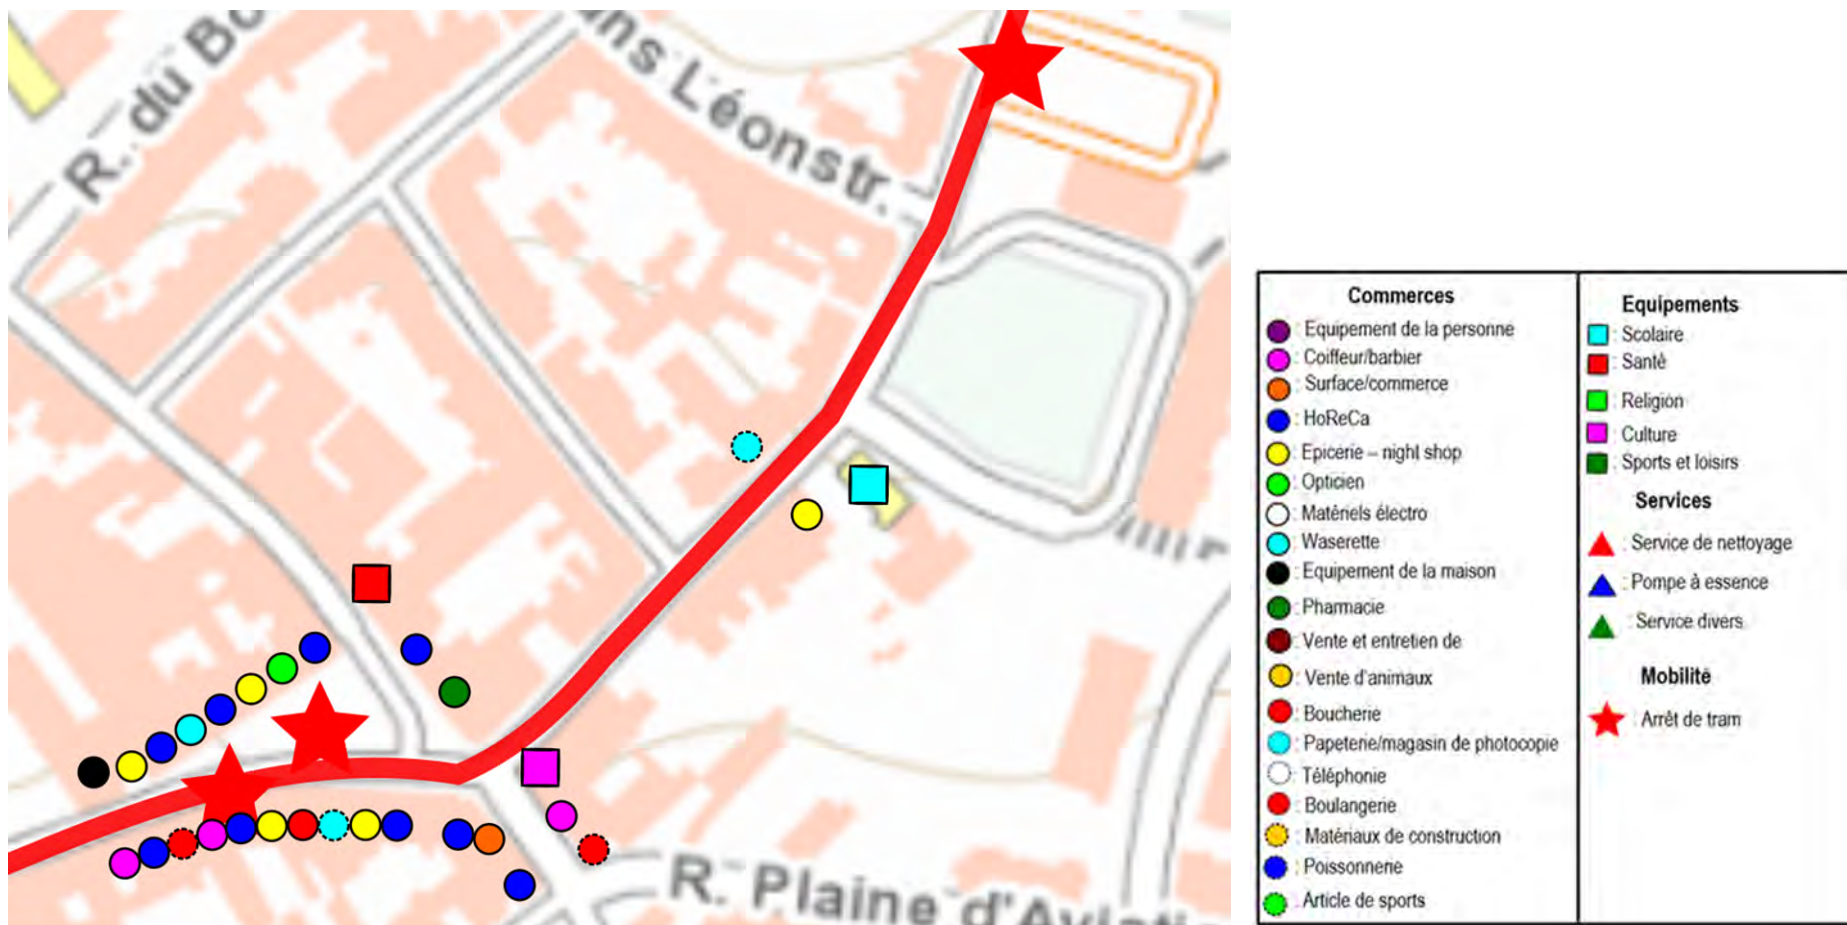 R. du Bo
ns Léonstr.
R. Plaine d'Aviati
Commerces
: Equipement de la personne
: Coiffeur/barbier
: Surface/commerce
: HoReCa
: Epicerie – night shop
: Opticien
: Matériels électro
: Waserette
: Equipement de la maison
: Pharmacie
: Vente et entretien de
: Vente d'animaux
: Boucherie
: Papeterie/magasin de photocopie
: Téléphonie
: Boulangerie
: Matériaux de construction
: Poissonnerie
: Article de sports
Equipements
: Scolaire
: Santé
: Religion
: Culture
: Sports et loisirs
Services
: Service de nettoyage
: Pompe à essence
: Service divers
Mobilité
: Arrêt de tram